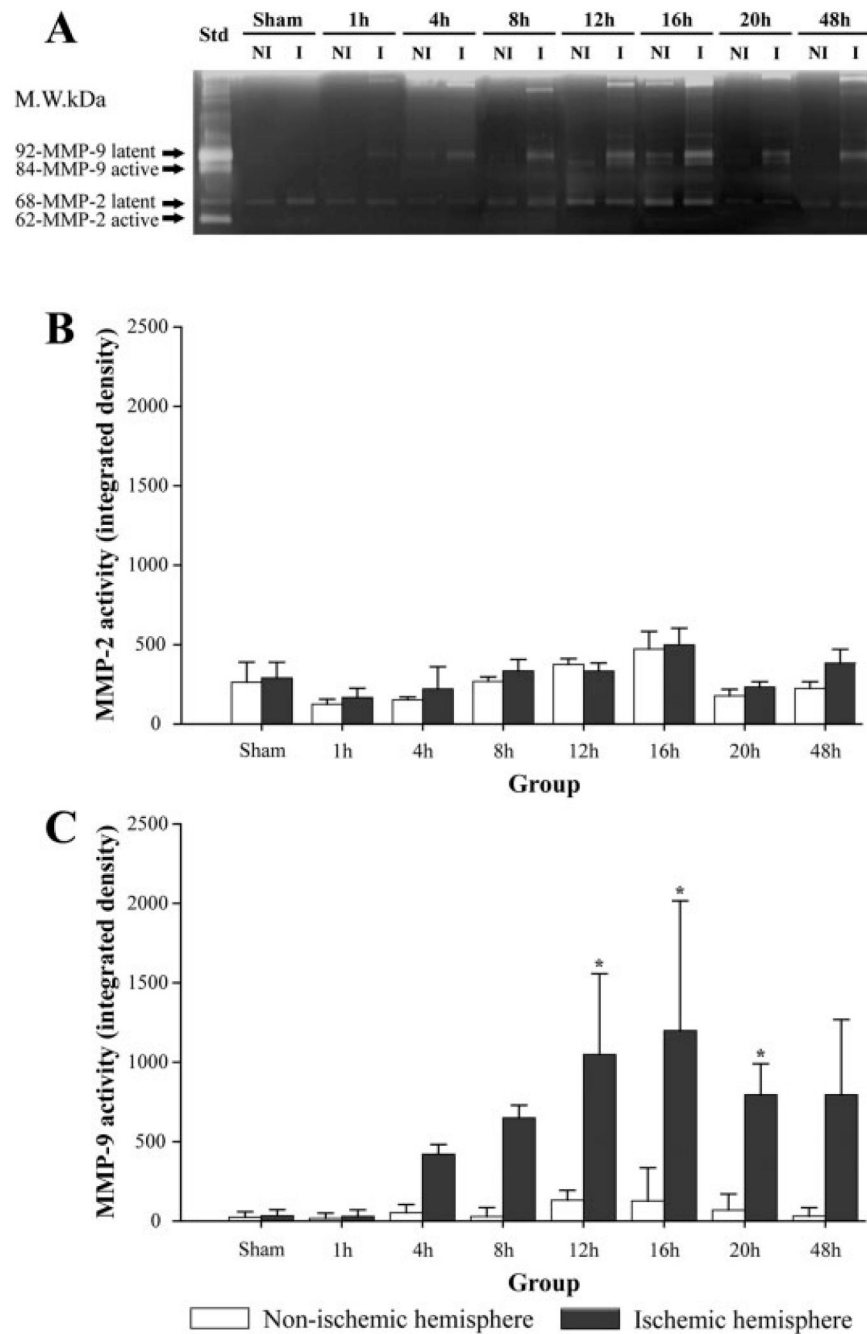 A
Std
Sham 1h 4h 8h 12h 16h 20h 48h
NI I NI I NI I NI I NI I NI I NI I NI I
M.W.kDa
92-MMP-9 latent
84-MMP-9 active
68-MMP-2 latent
62-MMP-2 active
B
MMP-2 activity (integrated density)
2500
2000
1500
1000
500
0
Sham 1h 4h 8h 12h 16h 20h 48h
Group
C
MMP-9 activity (integrated density)
2500
2000
1500
1000
500
0
* * *
Sham 1h 4h 8h 12h 16h 20h 48h
Group
Non-ischemic hemisphere Ischemic hemisphere